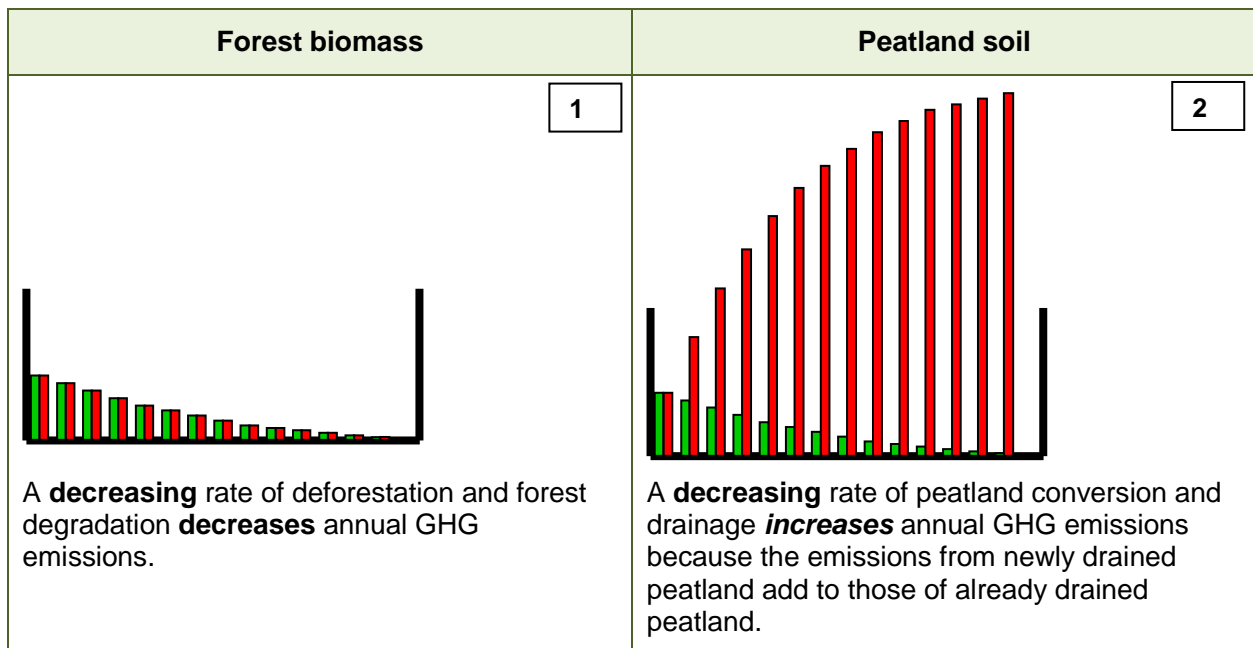 Forest biomass
Peatland soil
1
2
A decreasing rate of deforestation and forest
degradation decreases annual GHG
emissions.
A decreasing rate of peatland conversion and
drainage increases annual GHG emissions
because the emissions from newly drained
peatland add to those of already drained
peatland.